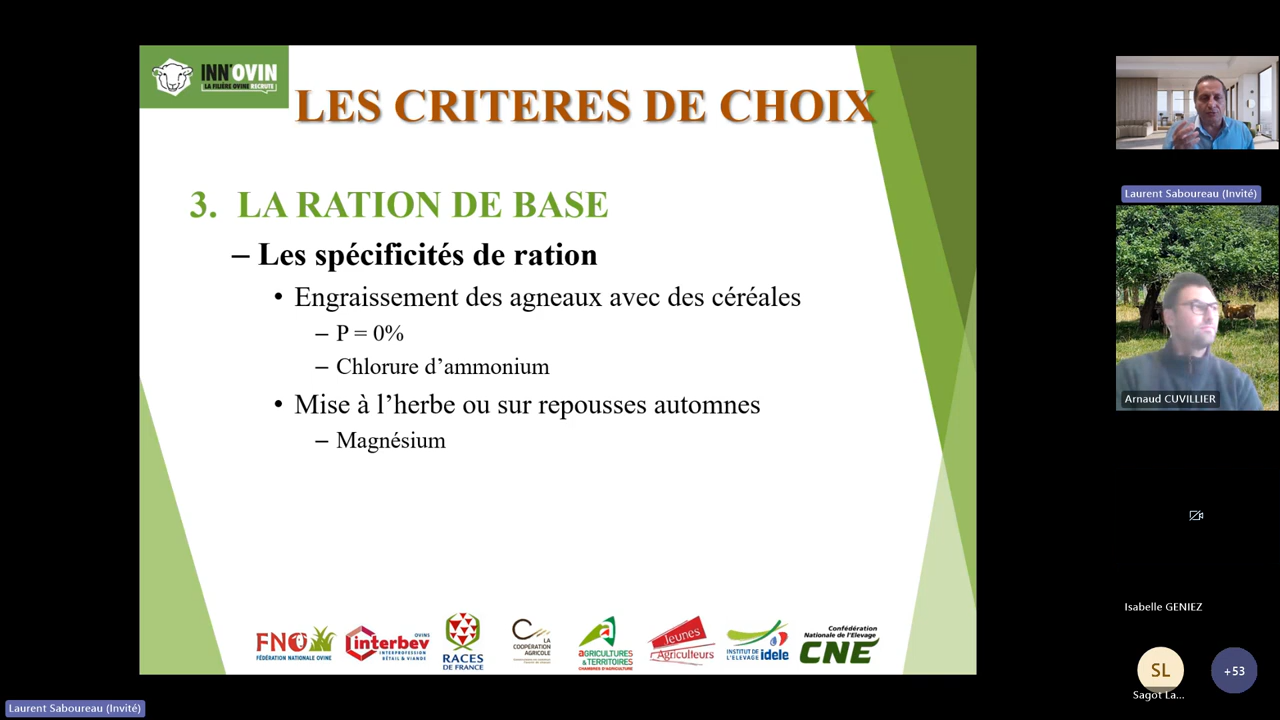 INN'OVIN
LA FILIÈRE OVINE RECRUTE !
LES CRITERES DE CHOIX
3. LA RATION DE BASE
– Les spécificités de ration
• Engraissement des agneaux avec des céréales
– P = 0%
– Chlorure d’ammonium
• Mise à l’herbe ou sur repousses automnes
– Magnésium
FNO
FÉDÉRATION NATIONALE OVINE
interbev
OVINS
INTERPROFESSION
BÉTAIL & VIANDE
RACES
DE FRANCE
LA
COOPÉRATION
AGRICOLE
AGRICULTURES
& TERRITOIRES
CHAMBRES D'AGRICULTURE
Jeunes
Agriculteurs
INSTITUT DE
L'ELEVAGE idele
Confédération
Nationale de l'Elevage
CNE
Laurent Saboureau (Invité)
Arnaud CUVILLIER
Isabelle GENIEZ
SL
Sagot La...
+53
Laurent Saboureau (Invité)